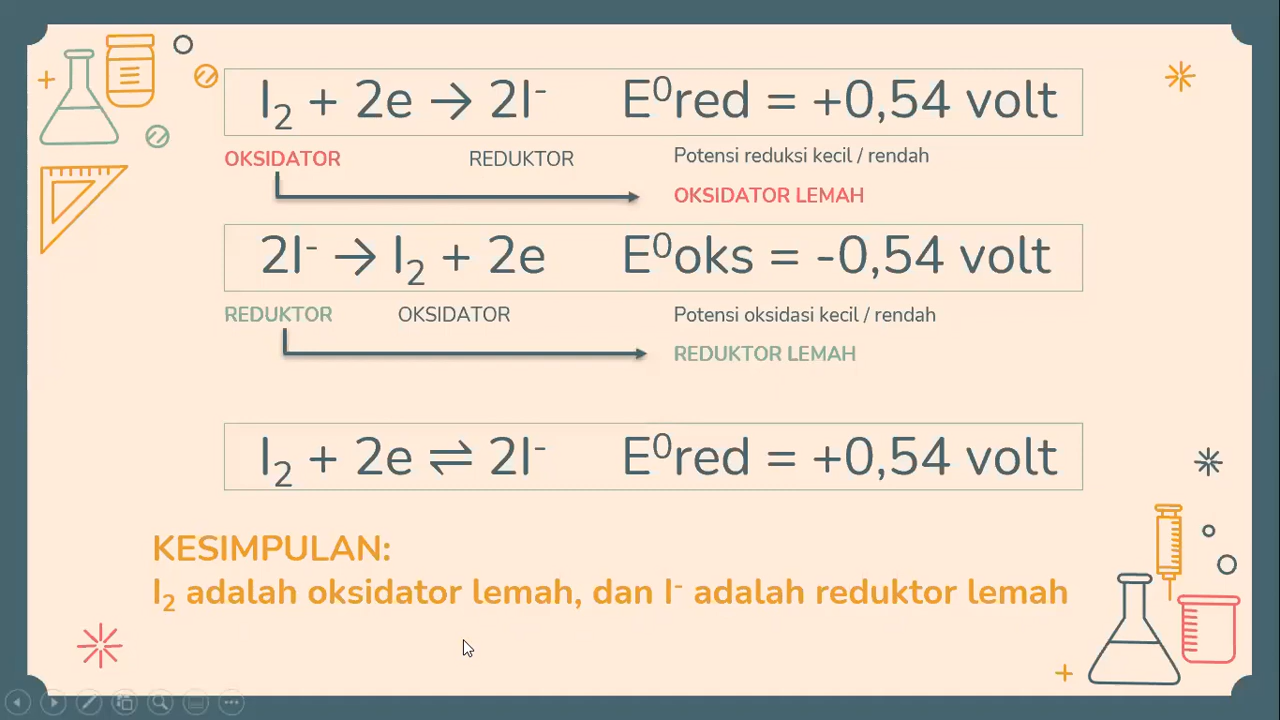 I₂ + 2e → 2I⁻ E⁰red = +0,54 volt
OKSIDATOR REDUKTOR Potensi reduksi kecil / rendah
OKSIDATOR LEMAH
2I⁻ → I₂ + 2e E⁰oks = -0,54 volt
REDUKTOR OKSIDATOR Potensi oksidasi kecil / rendah
REDUKTOR LEMAH
I₂ + 2e ⇌ 2I⁻ E⁰red = +0,54 volt
KESIMPULAN:
I₂ adalah oksidator lemah, dan I⁻ adalah reduktor lemah